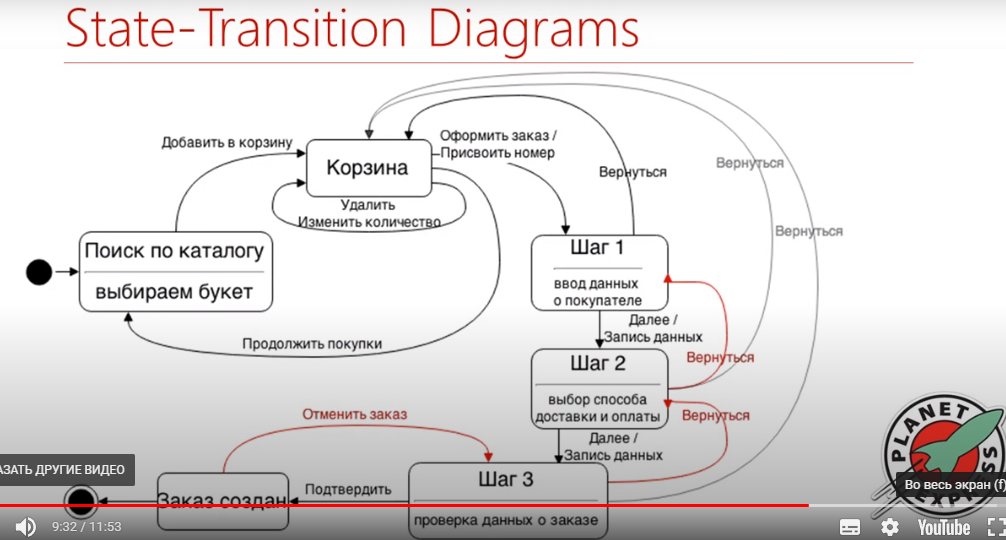 State-Transition Diagrams
Добавить в корзину
Корзина
Оформить заказ /
Присвоить номер
Вернуться
Вернуться
Вернуться
Удалить
Изменить количество
Поиск по каталогу
выбираем букет
Продолжить покупки
Шаг 1
ввод данных
о покупателе
Далее /
Запись данных
Шаг 2
выбор способа
доставки и оплаты
Вернуться
Вернуться
Далее /
Запись данных
Отменить заказ
Шаг 3
проверка данных о заказе
Подтвердить
Заказ создан
PLANET
EXPRESS
АЗАТЬ ДРУГИЕ ВИДЕО
Во весь экран (f)
9:32 / 11:53
YouTube